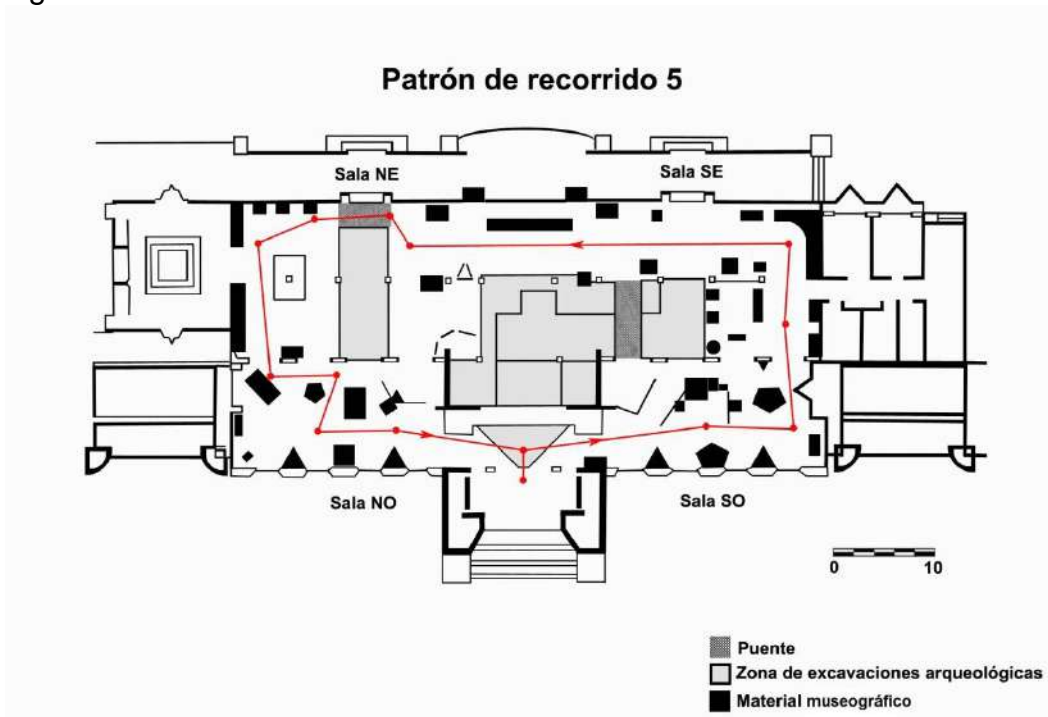 Patrón de recorrido 5
Sala NE
Sala SE
Sala NO
Sala SO
0 10
Puente
Zona de excavaciones arqueológicas
Material museográfico